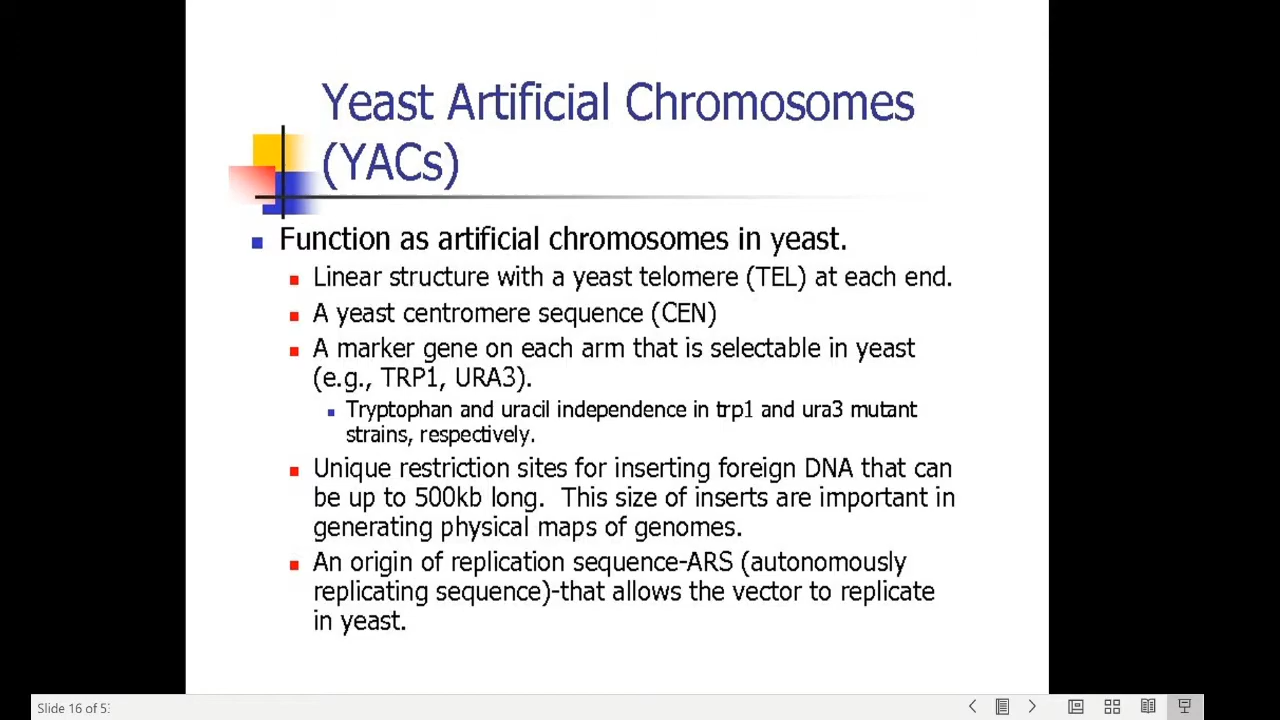 Yeast Artificial Chromosomes
(YACs)
Function as artificial chromosomes in yeast.
Linear structure with a yeast telomere (TEL) at each end.
A yeast centromere sequence (CEN)
A marker gene on each arm that is selectable in yeast
(e.g., TRP1, URA3).
Tryptophan and uracil independence in trp1 and ura3 mutant
strains, respectively.
Unique restriction sites for inserting foreign DNA that can
be up to 500kb long.  This size of inserts are important in
generating physical maps of genomes.
An origin of replication sequence-ARS (autonomously
replicating sequence)-that allows the vector to replicate
in yeast.
Slide 16 of